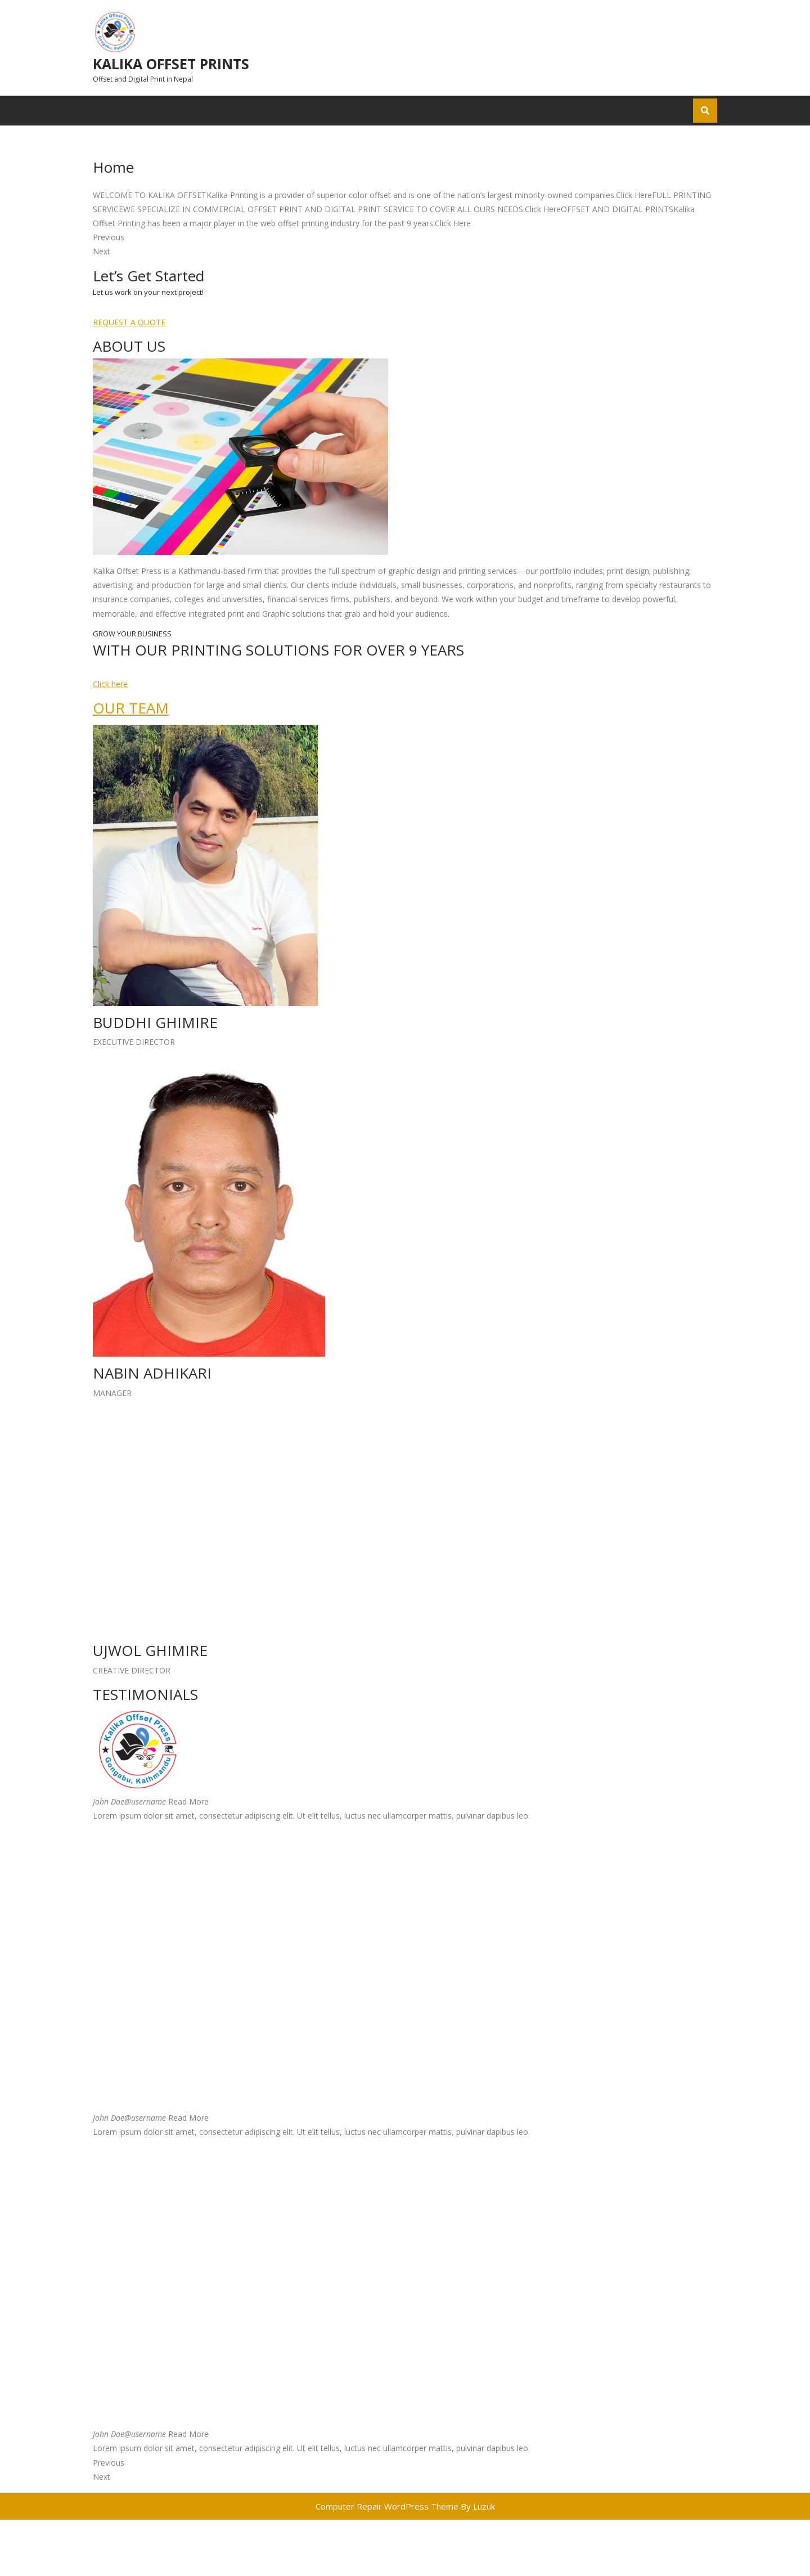 Kalika Offset Press
Gongabu, Kathmandu
KALIKA OFFSET PRINTS
Offset and Digital Print in Nepal
Home
WELCOME TO KALIKA OFFSETKalika Printing is a provider of superior color offset and is one of the nation’s largest minority-owned companies.Click HereFULL PRINTING
SERVICEWE SPECIALIZE IN COMMERCIAL OFFSET PRINT AND DIGITAL PRINT SERVICE TO COVER ALL OURS NEEDS.Click HereOFFSET AND DIGITAL PRINTSKalika
Offset Printing has been a major player in the web offset printing industry for the past 9 years.Click Here
Previous
Next
Let’s Get Started
Let us work on your next project!
REQUEST A QUOTE
ABOUT US
Kalika Offset Press is a Kathmandu-based firm that provides the full spectrum of graphic design and printing services—our portfolio includes; print design; publishing;
advertising; and production for large and small clients. Our clients include individuals, small businesses, corporations, and nonprofits, ranging from specialty restaurants to
insurance companies, colleges and universities, financial services firms, publishers, and beyond. We work within your budget and timeframe to develop powerful,
memorable, and effective integrated print and Graphic solutions that grab and hold your audience.
GROW YOUR BUSINESS
WITH OUR PRINTING SOLUTIONS FOR OVER 9 YEARS
Click here
OUR TEAM
BUDDHI GHIMIRE
EXECUTIVE DIRECTOR
NABIN ADHIKARI
MANAGER
UJWOL GHIMIRE
CREATIVE DIRECTOR
TESTIMONIALS
Kalika Offset Press
Gongabu, Kathmandu
John Doe@username Read More
Lorem ipsum dolor sit amet, consectetur adipiscing elit. Ut elit tellus, luctus nec ullamcorper mattis, pulvinar dapibus leo.
John Doe@username Read More
Lorem ipsum dolor sit amet, consectetur adipiscing elit. Ut elit tellus, luctus nec ullamcorper mattis, pulvinar dapibus leo.
John Doe@username Read More
Lorem ipsum dolor sit amet, consectetur adipiscing elit. Ut elit tellus, luctus nec ullamcorper mattis, pulvinar dapibus leo.
Previous
Next
Computer Repair WordPress Theme By Luzuk